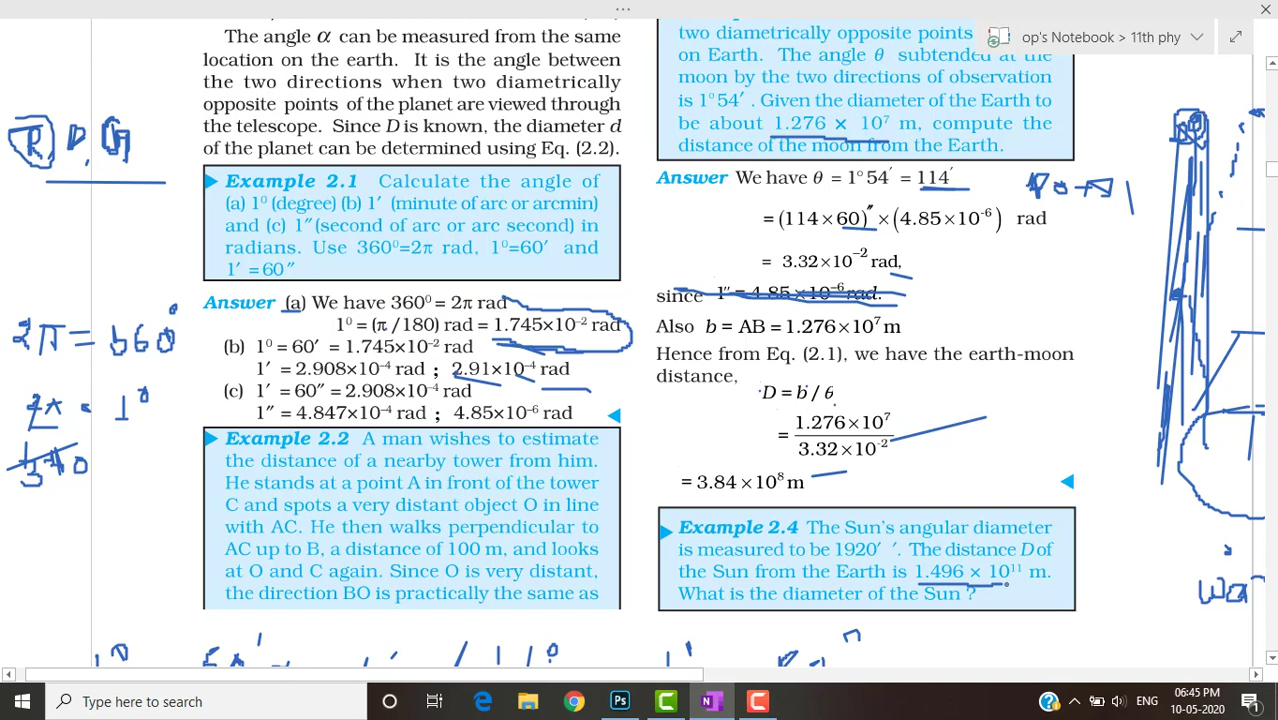 op's Notebook > 11th phy
The angle α can be measured from the same
location on the earth. It is the angle between
the two directions when two diametrically
opposite points of the planet are viewed through
the telescope. Since D is known, the diameter d
of the planet can be determined using Eq. (2.2).
Example 2.1 Calculate the angle of
(a) 1⁰ (degree) (b) 1′ (minute of arc or arcmin)
and (c) 1″(second of arc or arc second) in
radians. Use 360⁰=2π rad, 1⁰=60′ and
1′ = 60″
Answer (a) We have 360⁰ = 2π rad
1⁰ = (π /180) rad = 1.745×10⁻² rad
(b) 1⁰ = 60′ = 1.745×10⁻² rad
1′ = 2.908×10⁻⁴ rad ; 2.91×10⁻⁴ rad
(c) 1′ = 60″ = 2.908×10⁻⁴ rad
1″ = 4.847×10⁻⁴ rad ; 4.85×10⁻⁶ rad
Example 2.2 A man wishes to estimate
the distance of a nearby tower from him.
He stands at a point A in front of the tower
C and spots a very distant object O in line
with AC. He then walks perpendicular to
AC up to B, a distance of 100 m, and looks
at O and C again. Since O is very distant,
the direction BO is practically the same as
two diametrically opposite points
on Earth. The angle θ subtended at the
moon by the two directions of observation
is 1°54′ . Given the diameter of the Earth to
be about 1.276 × 10⁷ m, compute the
distance of the moon from the Earth.
Answer We have θ = 1° 54′ = 114′
= (114×60)″ ×(4.85×10⁻⁶) rad
= 3.32×10⁻² rad,
since 1″ = 4.85×10⁻⁶ rad.
Also b = AB = 1.276×10⁷ m
Hence from Eq. (2.1), we have the earth-moon
distance,
D = b / θ
= 1.276×10⁷
3.32×10⁻²
= 3.84×10⁸ m
Example 2.4 The Sun's angular diameter
is measured to be 1920′ ′. The distance D of
the Sun from the Earth is 1.496 × 10¹¹ m.
What is the diameter of the Sun ?
2π = 360°
Type here to search
ENG
06:45 PM
10-05-2020
1